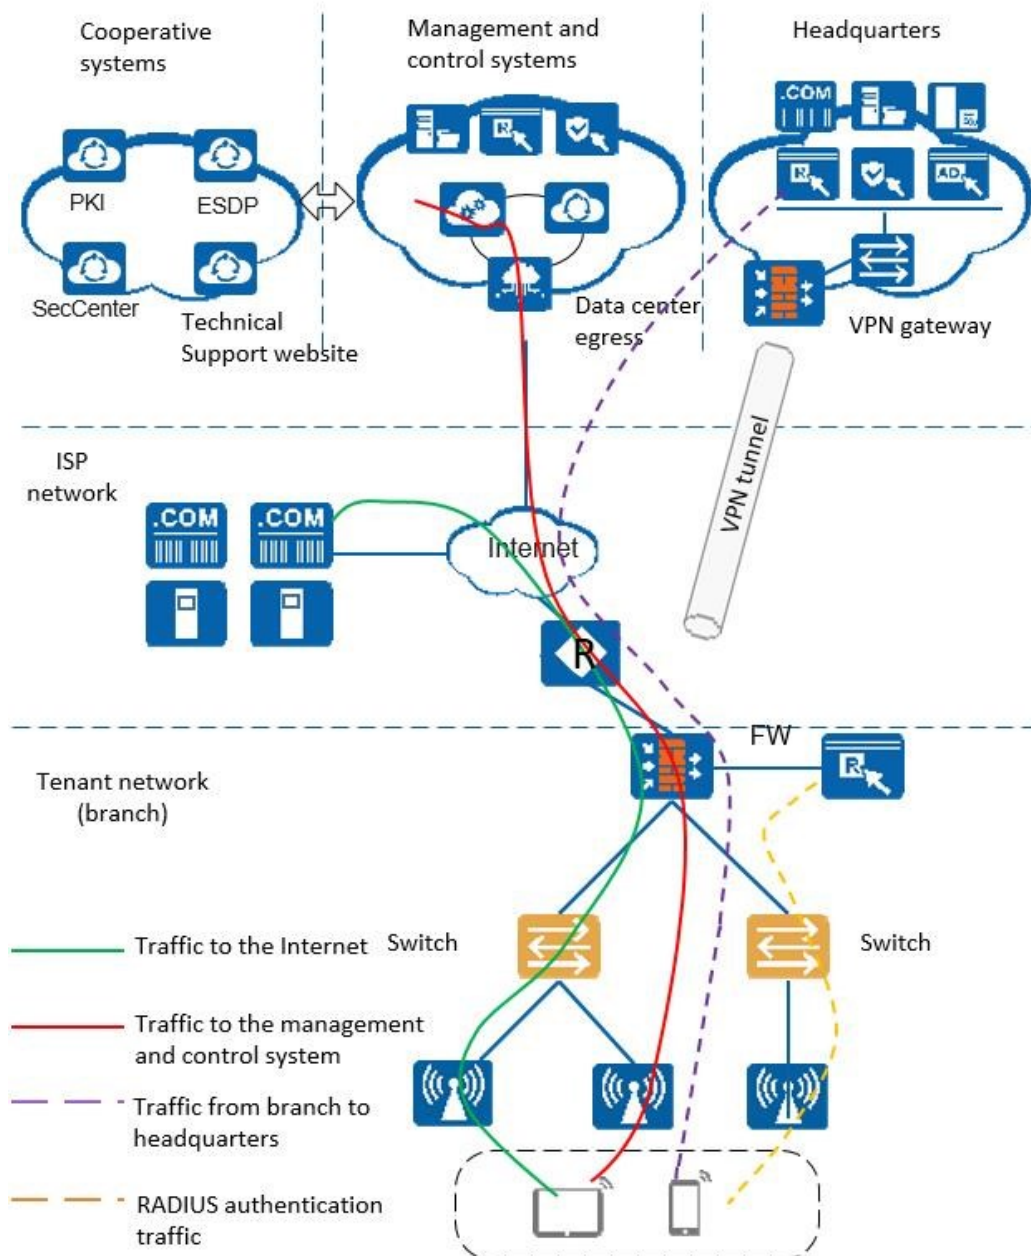 Cooperative
systems
Management and
control systems
Headquarters
.COM
R
R
AD
PKI
ESDP
SecCenter
Technical
Support website
Data center
egress
VPN gateway
VPN tunnel
ISP
network
.COM
.COM
Internet
R
FW
R
Tenant network
(branch)
Switch
Switch
Traffic to the Internet
Traffic to the management
and control system
Traffic from branch to
headquarters
RADIUS authentication
traffic